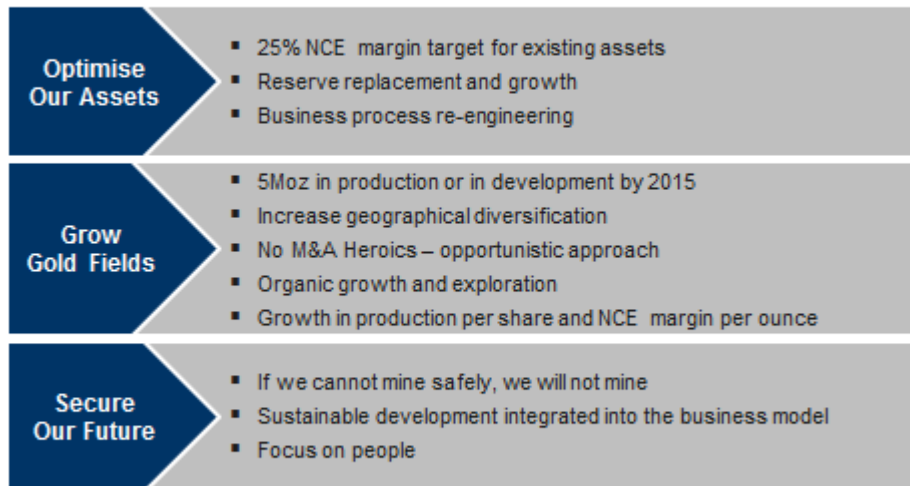 Optimise
Our Assets
▪ 25% NCE margin target for existing assets
▪ Reserve replacement and growth
▪ Business process re-engineering
Grow
Gold Fields
▪ 5Moz in production or in development by 2015
▪ Increase geographical diversification
▪ No M&A Heroics – opportunistic approach
▪ Organic growth and exploration
▪ Growth in production per share and NCE margin per ounce
Secure
Our Future
▪ If we cannot mine safely, we will not mine
▪ Sustainable development integrated into the business model
▪ Focus on people